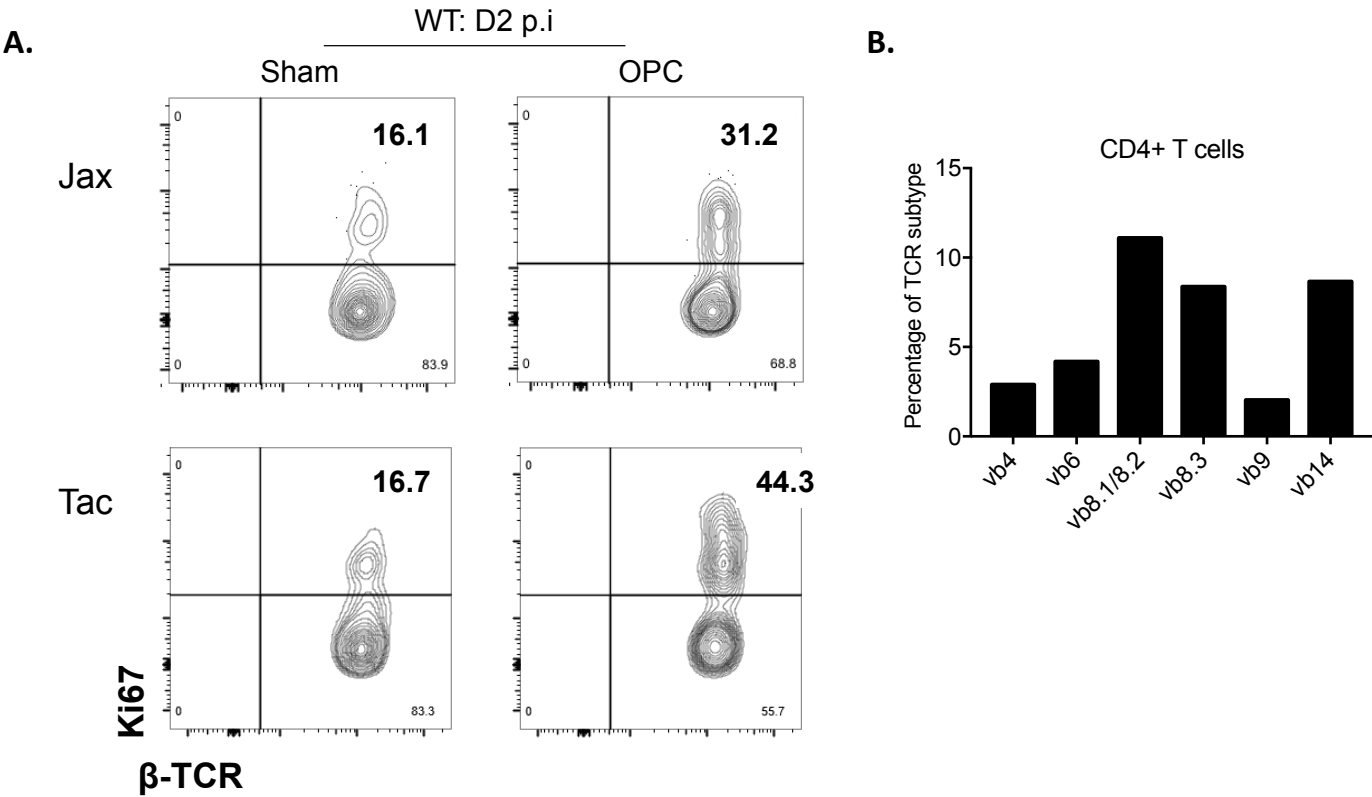 A.
WT: D2 p.i
Sham
OPC
Jax
0
16.1
0
83.9
0
31.2
0
68.8
Tac
0
16.7
0
83.3
0
44.3
0
55.7
Ki67
β-TCR
B.
CD4+ T cells
Percentage of TCR subtype
15
10
5
0
vb4
vb6
vb8.1/8.2
vb8.3
vb9
vb14